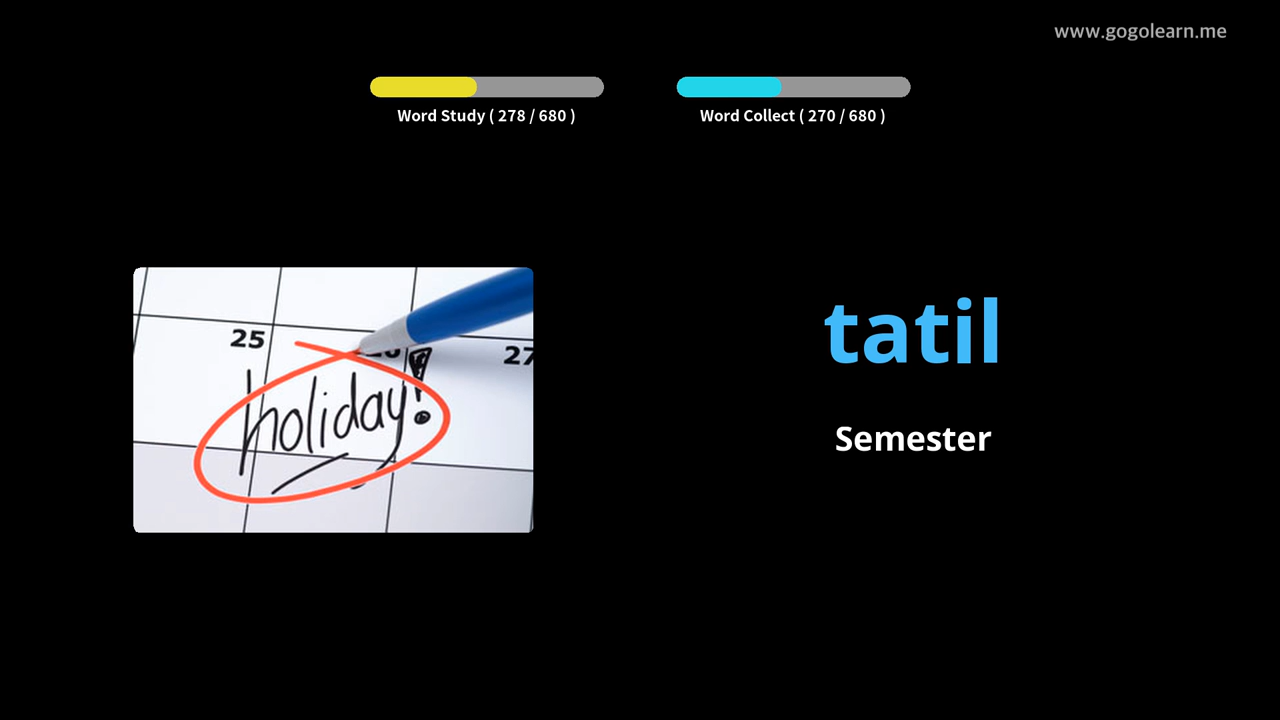 www.gogolearn.me
Word Study ( 278 / 680 )
Word Collect ( 270 / 680 )
25
27
holiday!
tatil
Semester